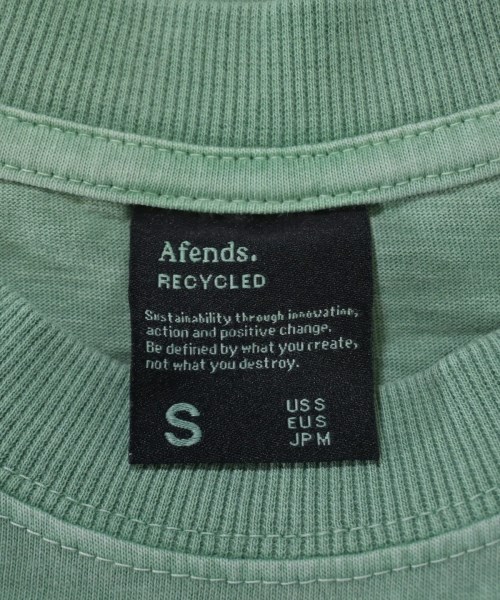 Afends.
RECYCLED
Sustainability through innovation,
action and positive change.
Be defined by what you create,
not what you destroy.
S
US S
EU S
JP M